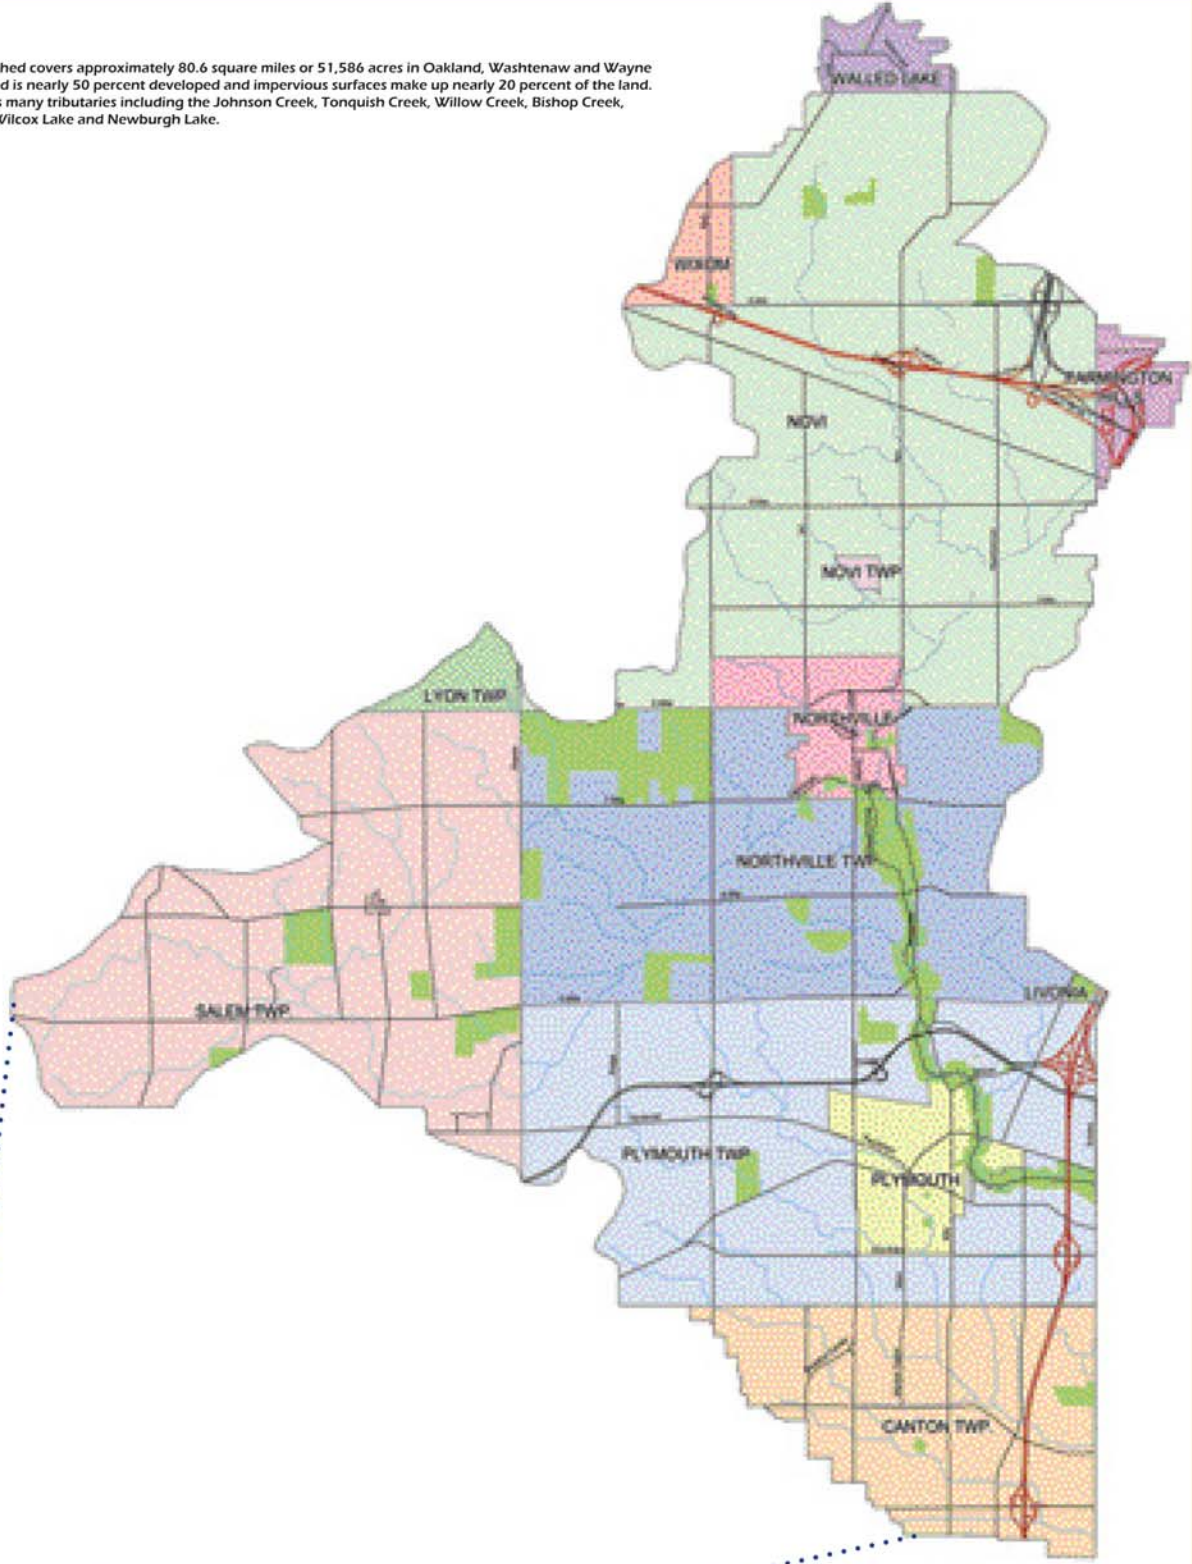 hed covers approximately 80.6 square miles or 51,586 acres in Oakland, Washtenaw and Wayne
d is nearly 50 percent developed and impervious surfaces make up nearly 20 percent of the land.
s many tributaries including the Johnson Creek, Tonquish Creek, Willow Creek, Bishop Creek,
Wilcox Lake and Newburgh Lake.
WALLED LAKE
WIXOM
FARMINGTON
HILLS
NOVI
NOVI TWP
LYON TWP
NORTHVILLE
NORTHVILLE TWP
LIVONIA
SALEM TWP
PLYMOUTH TWP
PLYMOUTH
CANTON TWP